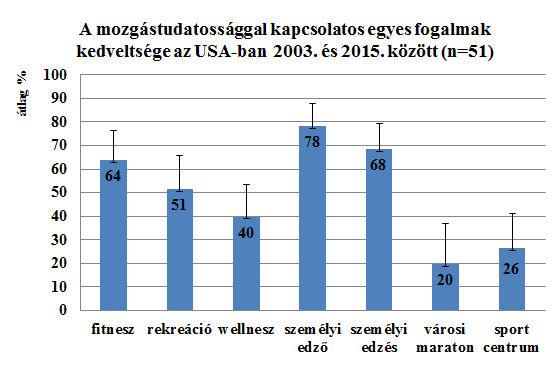 A mozgástudatossággal kapcsolatos egyes fogalmak
kedveltsége az USA-ban 2003. és 2015. között (n=51)
átlag %
100
90
80
70
60
50
40
30
20
10
0
64
51
40
78
68
20
26
fitnesz
rekreáció
wellnesz
személyi
edző
személyi
edzés
városi
maraton
sport
centrum